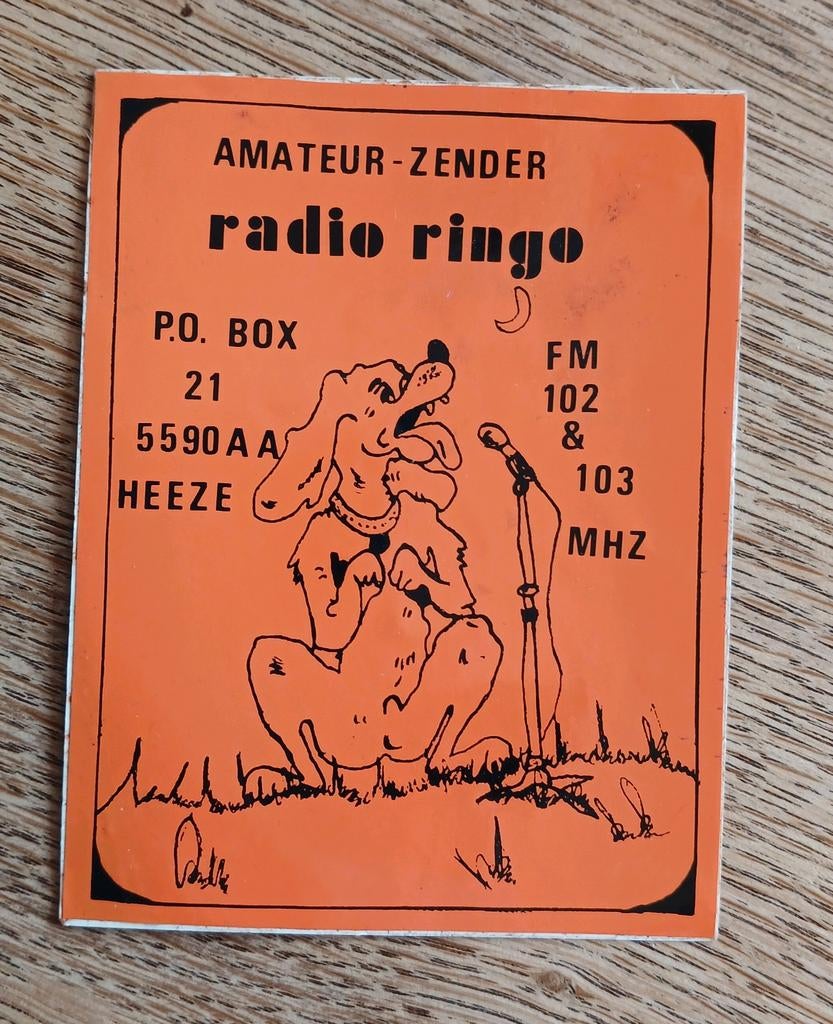 AMATEUR-ZENDER
radio ringo
P.O. BOX
21
5590AA
HEEZE
FM
102
&
103
MHZ